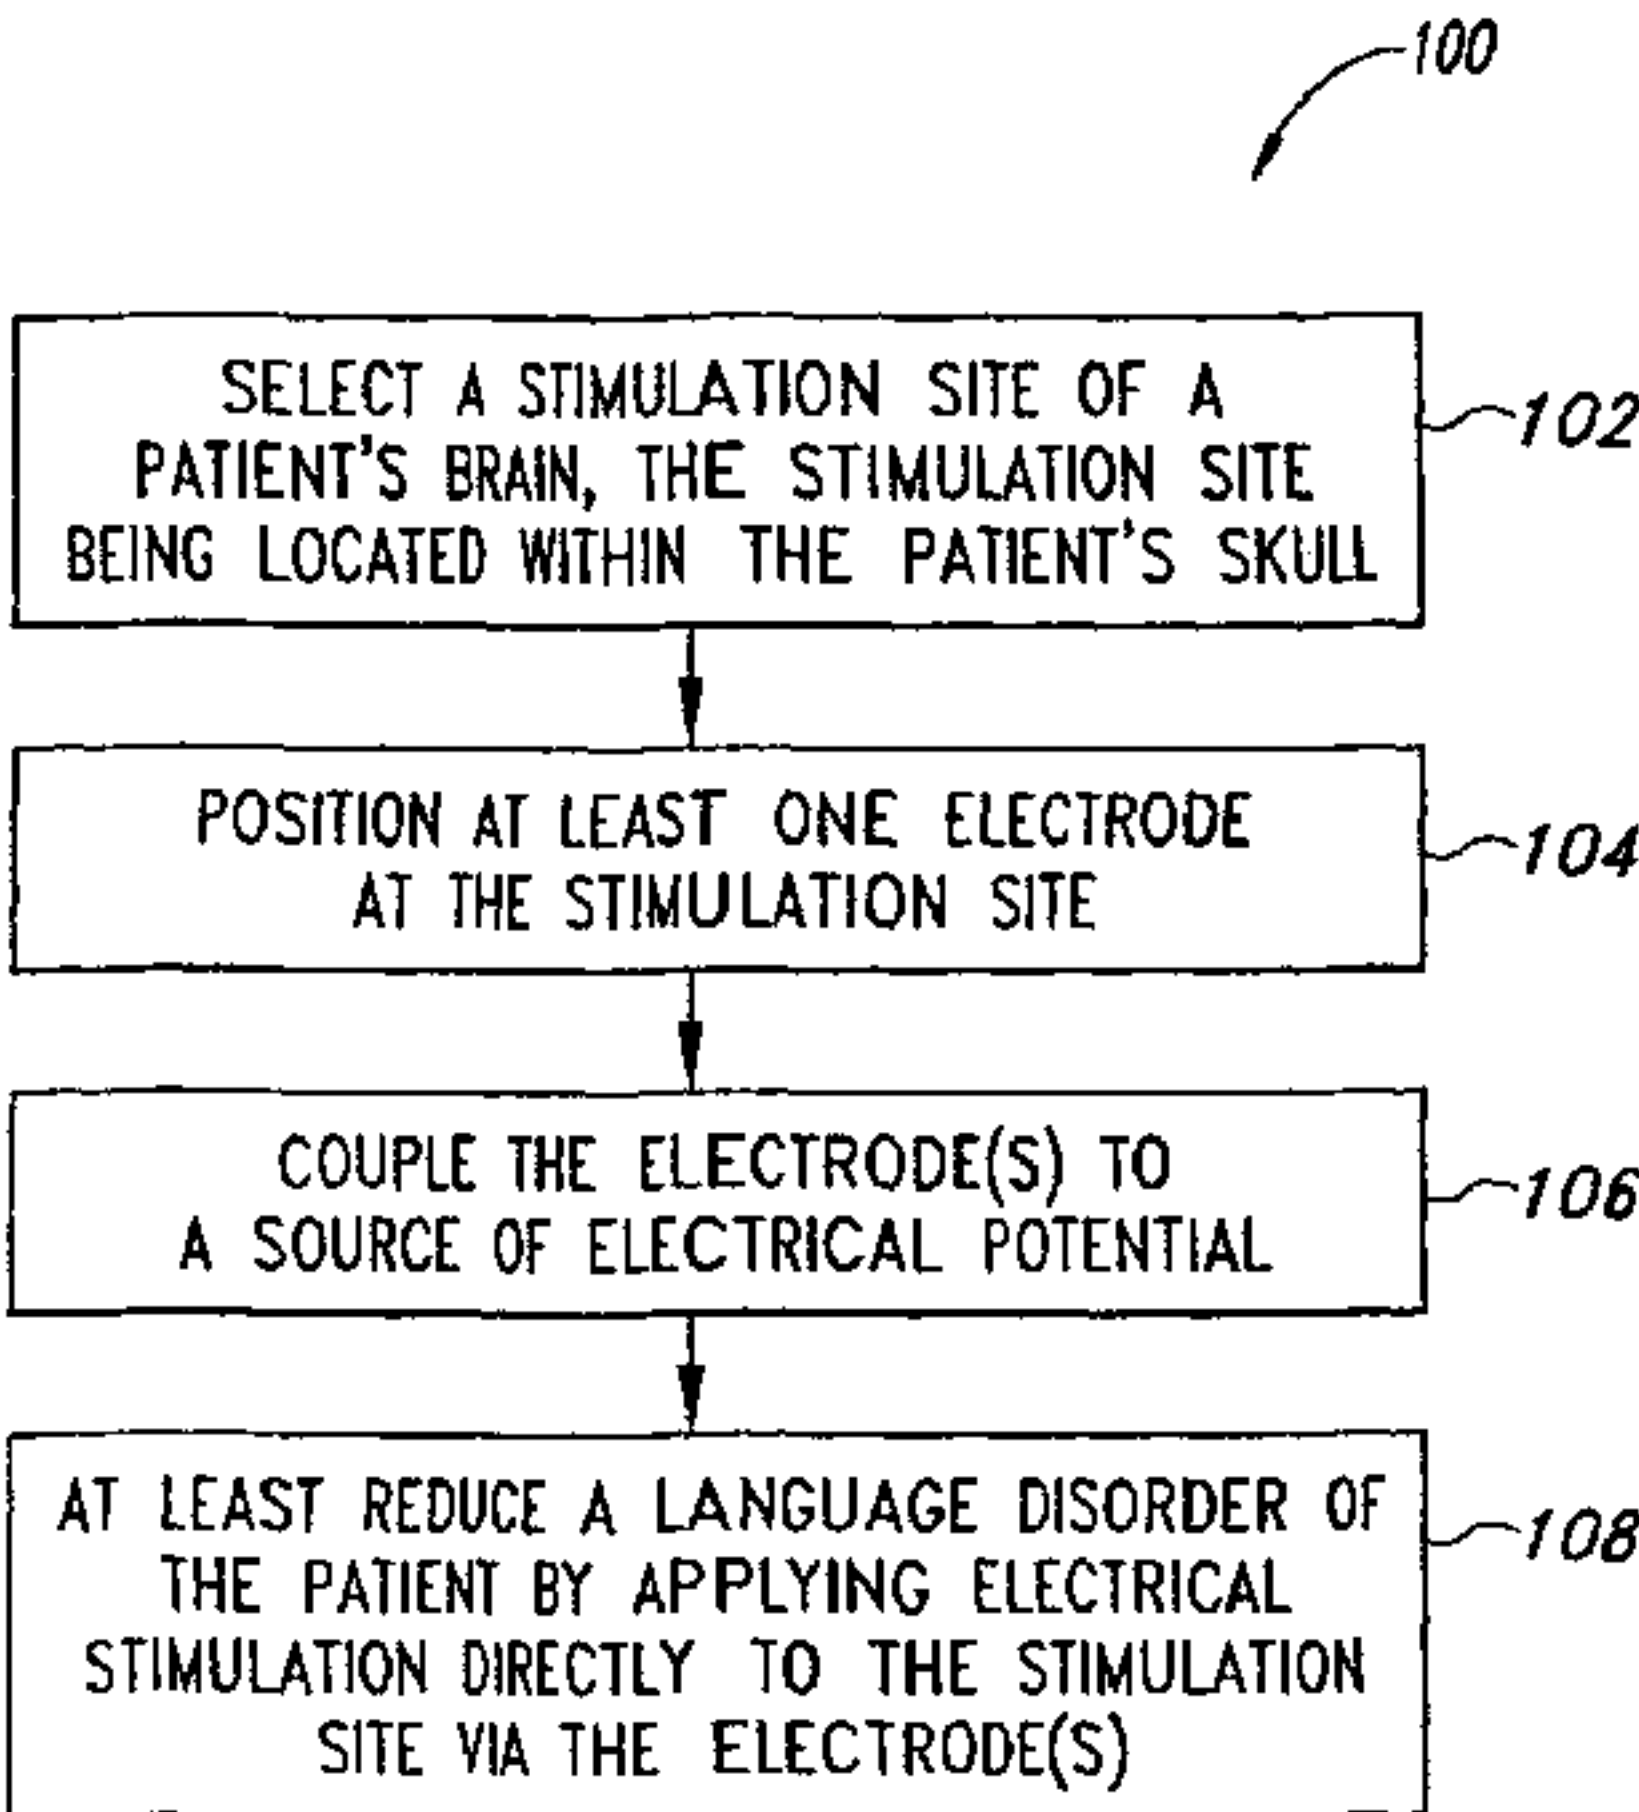 100
SELECT A STIMULATION SITE OF A
PATIENT'S BRAIN, THE STIMULATION SITE
BEING LOCATED WITHIN THE PATIENT'S SKULL
102
POSITION AT LEAST ONE ELECTRODE
AT THE STIMULATION SITE
104
COUPLE THE ELECTRODE(S) TO
A SOURCE OF ELECTRICAL POTENTIAL
106
AT LEAST REDUCE A LANGUAGE DISORDER OF
THE PATIENT BY APPLYING ELECTRICAL
STIMULATION DIRECTLY TO THE STIMULATION
SITE VIA THE ELECTRODE(S)
108